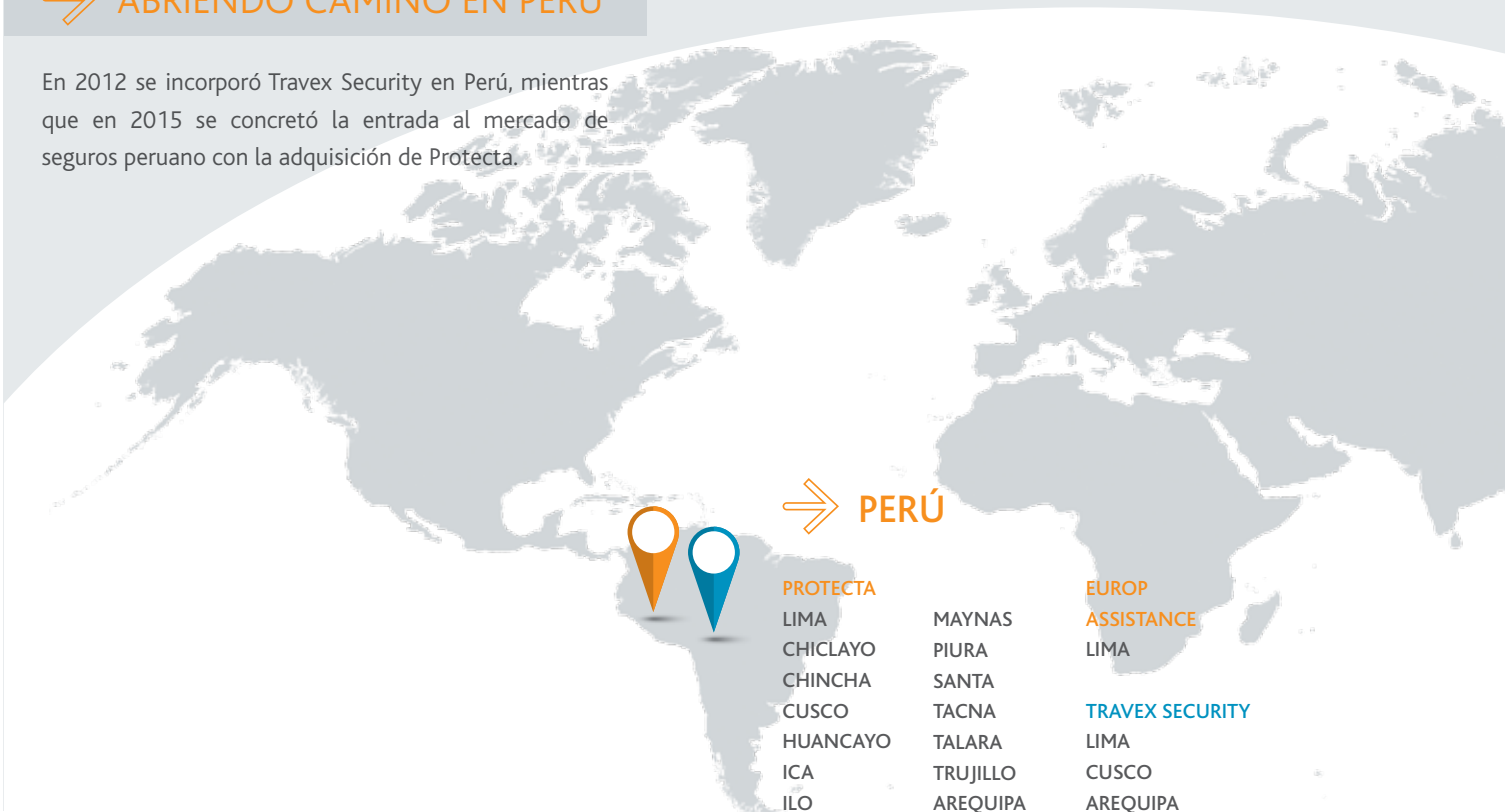 ABRIENDO CAMINO EN PERÚ
En 2012 se incorporó Travex Security en Perú, mientras
que en 2015 se concretó la entrada al mercado de
seguros peruano con la adquisición de Protecta.
PERÚ
PROTECTA
LIMA
CHICLAYO
CHINCHA
CUSCO
HUANCAYO
ICA
ILO
MAYNAS
PIURA
SANTA
TACNA
TALARA
TRUJILLO
AREQUIPA
EUROP
ASSISTANCE
LIMA
TRAVEX SECURITY
LIMA
CUSCO
AREQUIPA